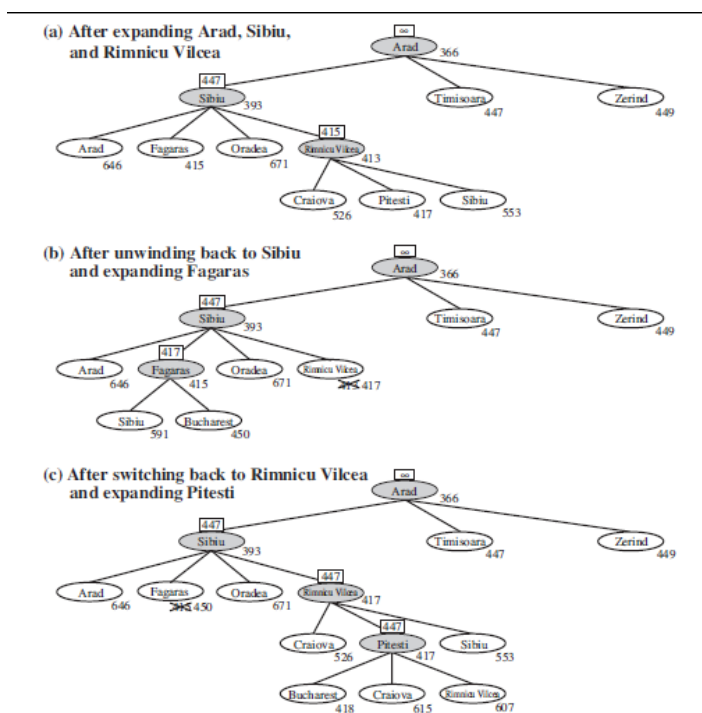 (a) After expanding Arad, Sibiu,
and Rimnicu Vilcea
∞
Arad
366
447
Sibiu
393
Timisoara
447
Zerind
449
Arad
646
Fagaras
415
Oradea
671
415
Rimnicu Vilcea
413
Craiova
526
Pitesti
417
Sibiu
553
(b) After unwinding back to Sibiu
and expanding Fagaras
∞
Arad
366
447
Sibiu
393
Timisoara
447
Zerind
449
Arad
646
417
Fagaras
415
Oradea
671
Rimnicu Vilcea
413 417
Sibiu
591
Bucharest
450
(c) After switching back to Rimnicu Vilcea
and expanding Pitesti
∞
Arad
366
447
Sibiu
393
Timisoara
447
Zerind
449
Arad
646
Fagaras
415 450
Oradea
671
447
Rimnicu Vilcea
417
Craiova
526
447
Pitesti
417
Sibiu
553
Bucharest
418
Craiova
615
Rimnicu Vilcea
607